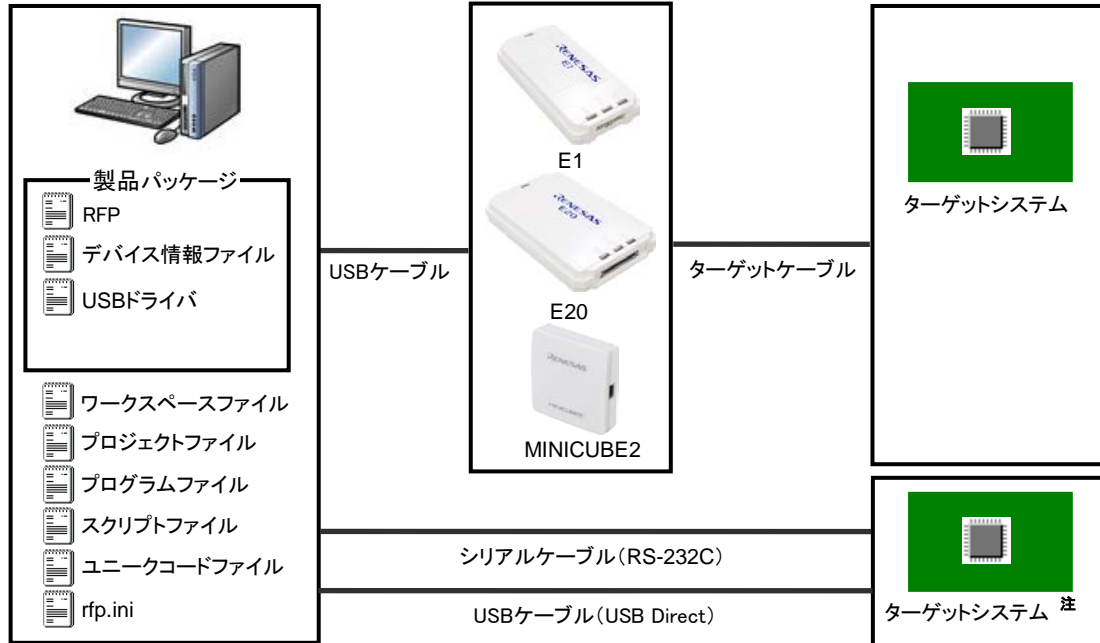 製品パッケージ
RFP
デバイス情報ファイル
USBドライバ
ワークスペースファイル
プロジェクトファイル
プログラムファイル
スクリプトファイル
ユニークコードファイル
rfp.ini
USBケーブル
RENESAS
E1
E1
RENESAS
E20
E20
RENESAS
MINICUBE2
ターゲットケーブル
ターゲットシステム
シリアルケーブル（RS-232C）
USBケーブル（USB Direct）
ターゲットシステム 注